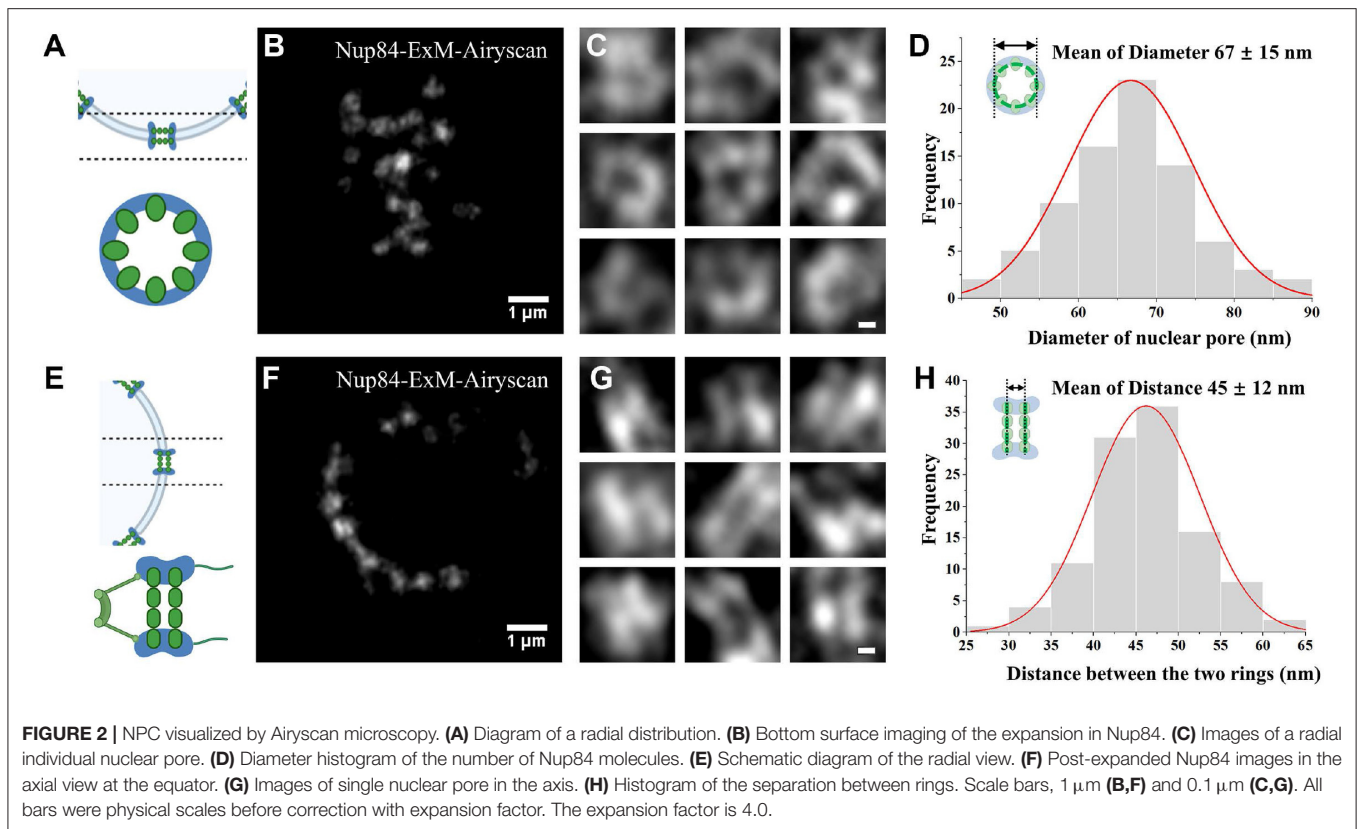 A
B
Nup84-ExM-Airyscan
1 μm
C
D
Mean of Diameter 67 ± 15 nm
Frequency
25
20
15
10
5
0
50 60 70 80 90
Diameter of nuclear pore (nm)
E
F
Nup84-ExM-Airyscan
1 μm
G
H
Mean of Distance 45 ± 12 nm
Frequency
40
35
30
25
20
15
10
5
0
25 30 35 40 45 50 55 60 65
Distance between the two rings (nm)
FIGURE 2 | NPC visualized by Airyscan microscopy. (A) Diagram of a radial distribution. (B) Bottom surface imaging of the expansion in Nup84. (C) Images of a radial
individual nuclear pore. (D) Diameter histogram of the number of Nup84 molecules. (E) Schematic diagram of the radial view. (F) Post-expanded Nup84 images in the
axial view at the equator. (G) Images of single nuclear pore in the axis. (H) Histogram of the separation between rings. Scale bars, 1 μm (B,F) and 0.1 μm (C,G). All
bars were physical scales before correction with expansion factor. The expansion factor is 4.0.